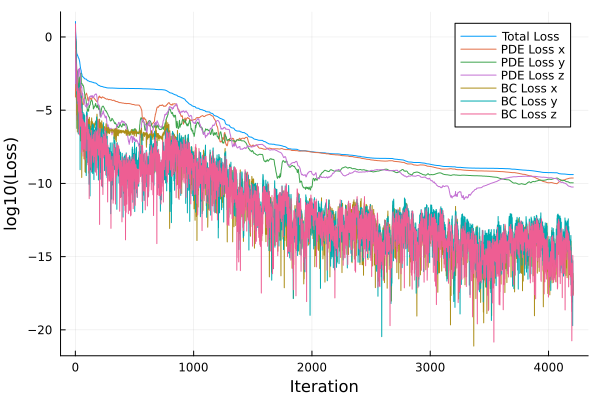 0
-5
-10
-15
-20
log10(Loss)
Total Loss
PDE Loss x
PDE Loss y
PDE Loss z
BC Loss x
BC Loss y
BC Loss z
0 1000 2000 3000 4000
Iteration